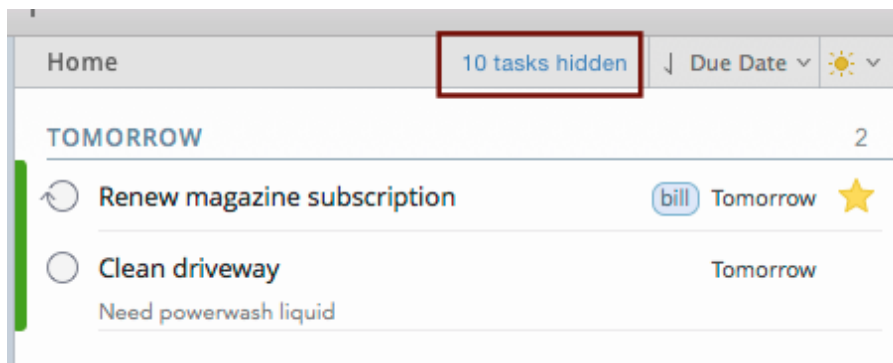 Home 10 tasks hidden Due Date
TOMORROW 2
Renew magazine subscription bill Tomorrow
Clean driveway Tomorrow
Need powerwash liquid